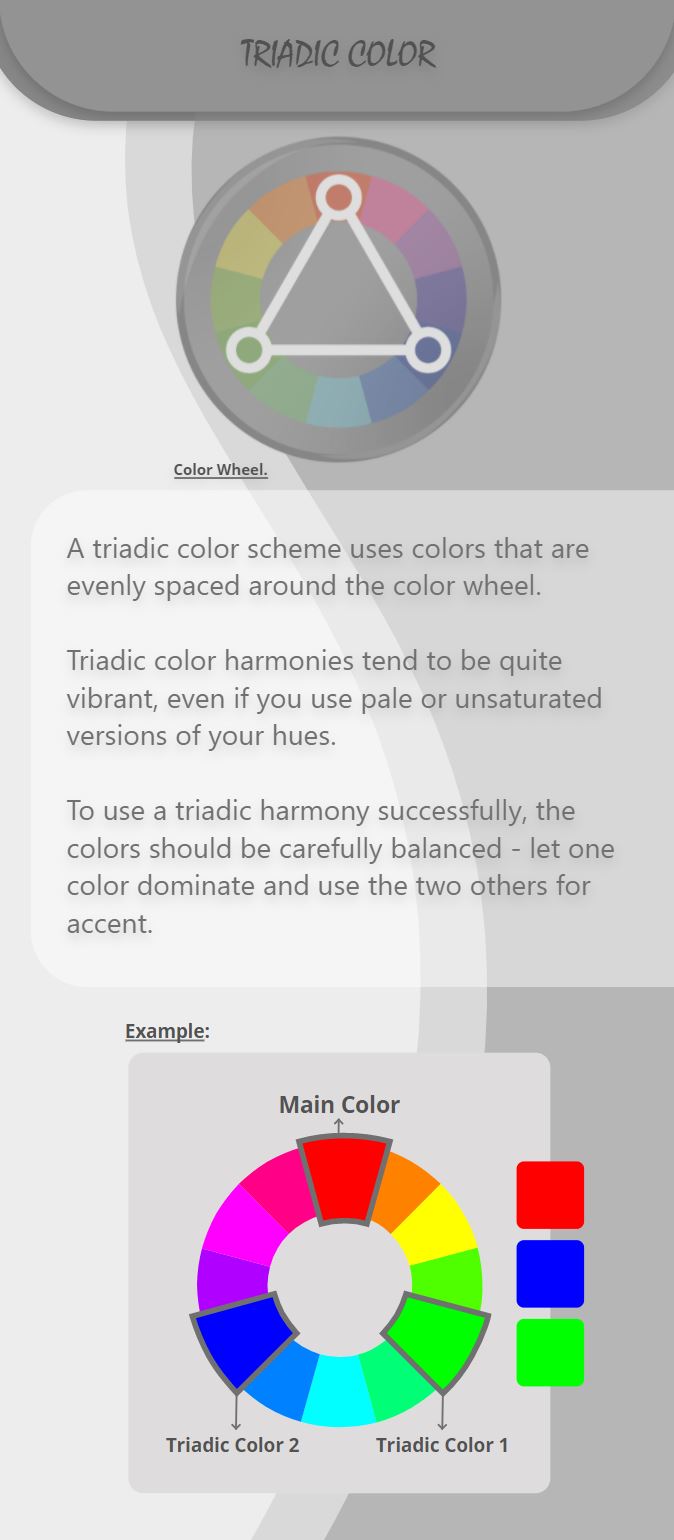 TRIADIC COLOR
Color Wheel.
A triadic color scheme uses colors that are
evenly spaced around the color wheel.
Triadic color harmonies tend to be quite
vibrant, even if you use pale or unsaturated
versions of your hues.
To use a triadic harmony successfully, the
colors should be carefully balanced - let one
color dominate and use the two others for
accent.
Example:
Main Color
Triadic Color 2
Triadic Color 1